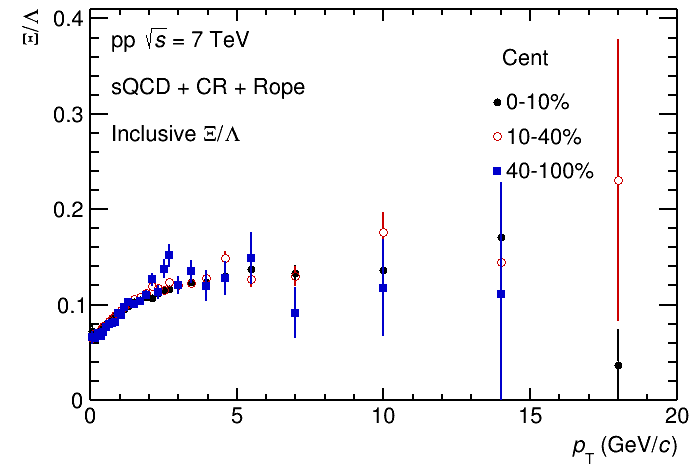 Ξ/Λ
0.4
0.3
0.2
0.1
0
pp √s = 7 TeV
sQCD + CR + Rope
Inclusive Ξ/Λ
Cent
0-10%
10-40%
40-100%
0 5 10 15 20
p_T (GeV/c)